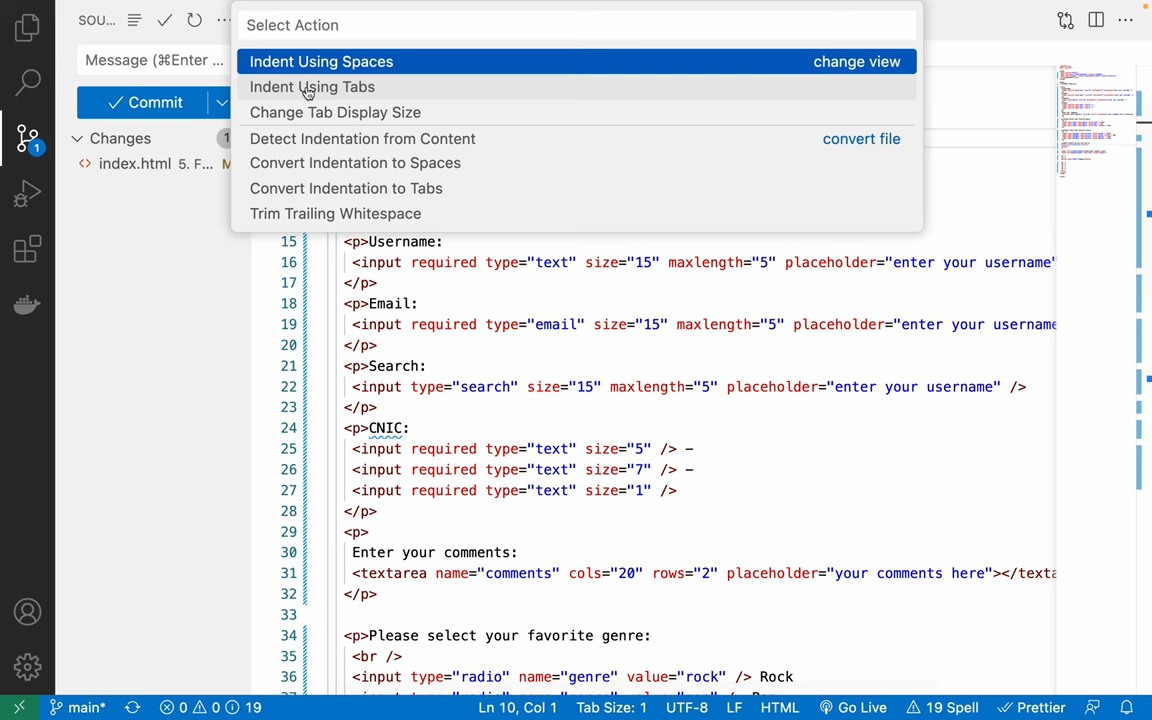 SOU...
Message (⌘Enter ...
Commit
Changes
1
index.html 5. F... M
1
Select Action
Indent Using Spaces change view
Indent Using Tabs
Change Tab Display Size
Detect Indentation from Content convert file
Convert Indentation to Spaces
Convert Indentation to Tabs
Trim Trailing Whitespace
15 <p>Username:
16 <input required type="text" size="15" maxlength="5" placeholder="enter your username"
17 </p>
18 <p>Email:
19 <input required type="email" size="15" maxlength="5" placeholder="enter your username
20 </p>
21 <p>Search:
22 <input type="search" size="15" maxlength="5" placeholder="enter your username" />
23 </p>
24 <p>CNIC:
25 <input required type="text" size="5" /> −
26 <input required type="text" size="7" /> −
27 <input required type="text" size="1" />
28 </p>
29 <p>
30 Enter your comments:
31 <textarea name="comments" cols="20" rows="2" placeholder="your comments here"></texta
32 </p>
33
34 <p>Please select your favorite genre:
35 <br />
36 <input type="radio" name="genre" value="rock" /> Rock
main* 0 0 19 Ln 10, Col 1 Tab Size: 1 UTF-8 LF HTML Go Live 19 Spell Prettier